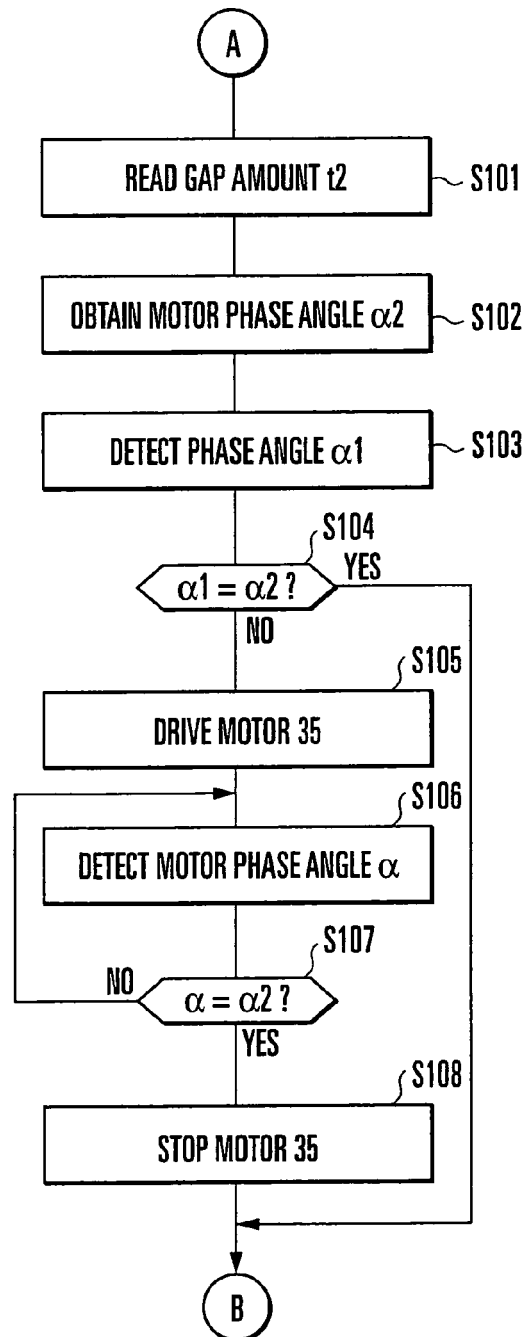 A
READ GAP AMOUNT t2
S101
OBTAIN MOTOR PHASE ANGLE α2
S102
DETECT PHASE ANGLE α1
S103
S104
α1 = α2 ?
YES
NO
S105
DRIVE MOTOR 35
S106
DETECT MOTOR PHASE ANGLE α
S107
NO
α = α2 ?
YES
S108
STOP MOTOR 35
B